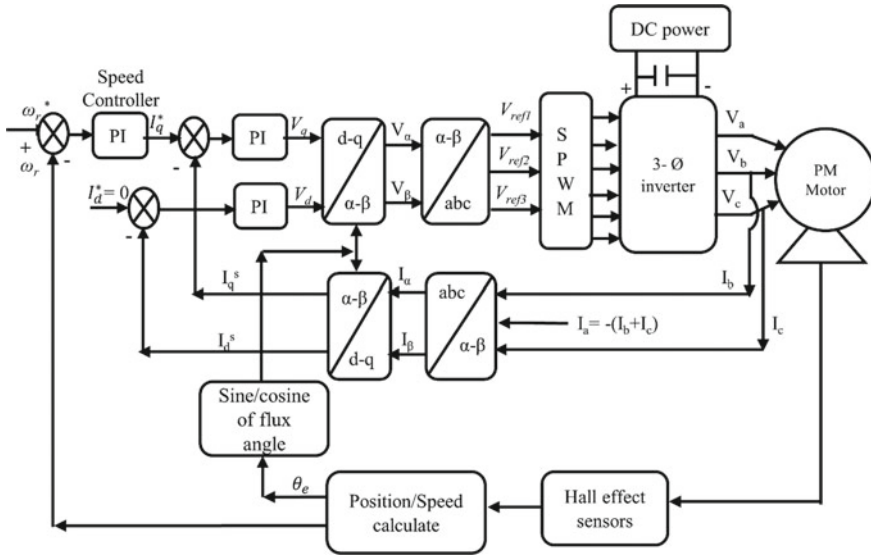 DC power
+ -
Speed
Controller
ωr*
+
ωr
-
PI
Iq*
-
PI
Vq
d-q
α-β
Vα
Vβ
α-β
abc
Vref1
Vref2
Vref3
S
P
W
M
3- Ø
inverter
Va
Vb
Vc
PM
Motor
Id*= 0
-
PI
Vd
Iqs
Ids
α-β
d-q
Iα
Iβ
abc
α-β
Ib
Ia= -(Ib+Ic)
Ic
Sine/cosine
of flux
angle
θe
Position/Speed
calculate
Hall effect
sensors